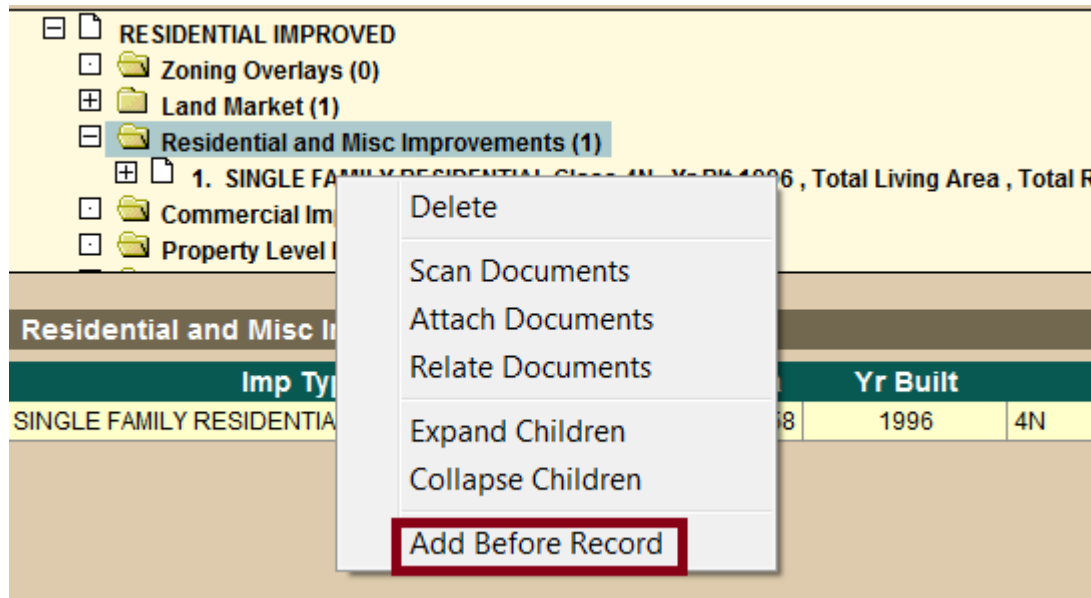 RESIDENTIAL IMPROVED
Zoning Overlays (0)
Land Market (1)
Residential and Misc Improvements (1)
1. SINGLE FAMILY RESIDENTIAL Class 4N , Yr Blt 1996 , Total Living Area , Total R
Commercial Im
Property Level
Delete
Scan Documents
Attach Documents
Relate Documents
Expand Children
Collapse Children
Add Before Record
Residential and Misc I
Imp Ty Yr Built
SINGLE FAMILY RESIDENTIA 58 1996 4N